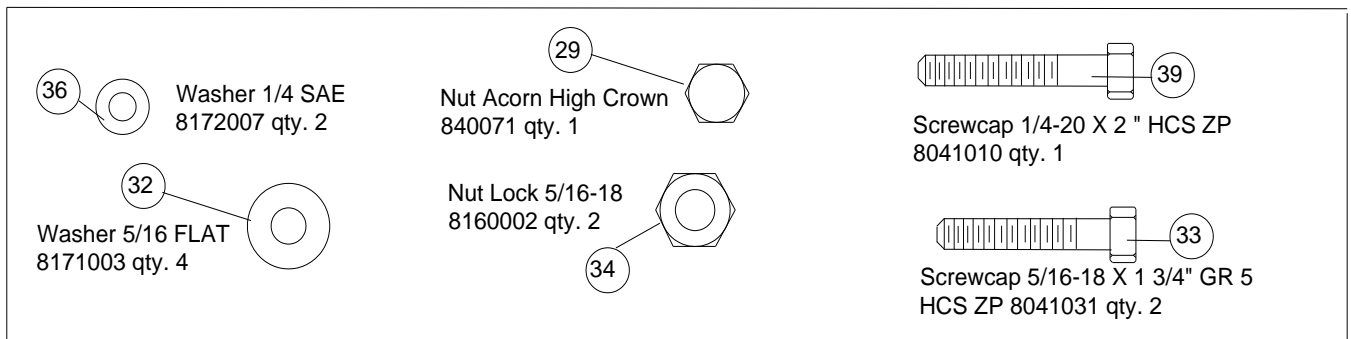 36
Washer 1/4 SAE
8172007 qty. 2
32
Washer 5/16 FLAT
8171003 qty. 4
29
Nut Acorn High Crown
840071 qty. 1
Nut Lock 5/16-18
8160002 qty. 2
34
39
Screwcap 1/4-20 X 2 " HCS ZP
8041010 qty. 1
33
Screwcap 5/16-18 X 1 3/4" GR 5
HCS ZP 8041031 qty. 2